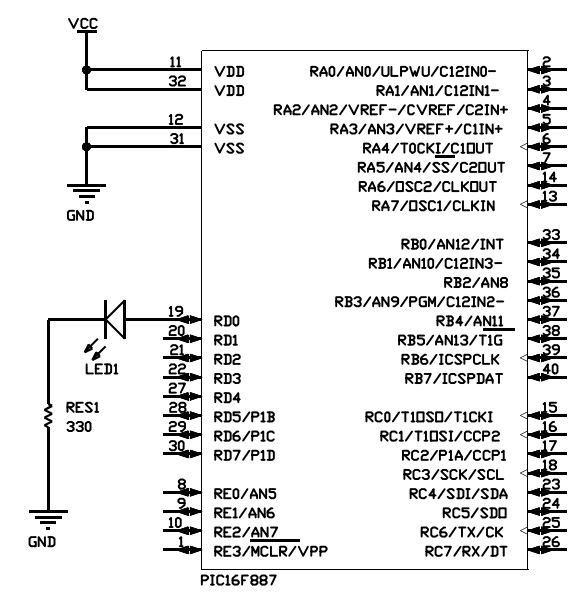 VCC
11 VDD RA0/AN0/ULPWU/C12IN0- 2
32 VDD RA1/AN1/C12IN1- 3
RA2/AN2/VREF-/CVREF/C2IN+ 4
12 VSS RA3/AN3/VREF+/C1IN+ 5
31 VSS RA4/T0CKI/C1OUT 6
RA5/AN4/SS/C2OUT 7
RA6/OSC2/CLKOUT 14
RA7/OSC1/CLKIN 13
GND
RB0/AN12/INT 33
RB1/AN10/C12IN3- 34
RB2/AN8 35
RB3/AN9/PGM/C12IN2- 36
19 RD0 RB4/AN11 37
20 RD1 RB5/AN13/T1G 38
21 RD2 RB6/ICSPCLK 39
LED1
22 RD3 RB7/ICSPDAT 40
27 RD4
RES1
28 RD5/P1B RC0/T1OSO/T1CKI 15
330
29 RD6/P1C RC1/T1OSI/CCP2 16
30 RD7/P1D RC2/P1A/CCP1 17
RC3/SCK/SCL 18
8 RE0/AN5 RC4/SDI/SDA 23
9 RE1/AN6 RC5/SDO 24
10 RE2/AN7 RC6/TX/CK 25
GND
1 RE3/MCLR/VPP RC7/RX/DT 26
PIC16F887